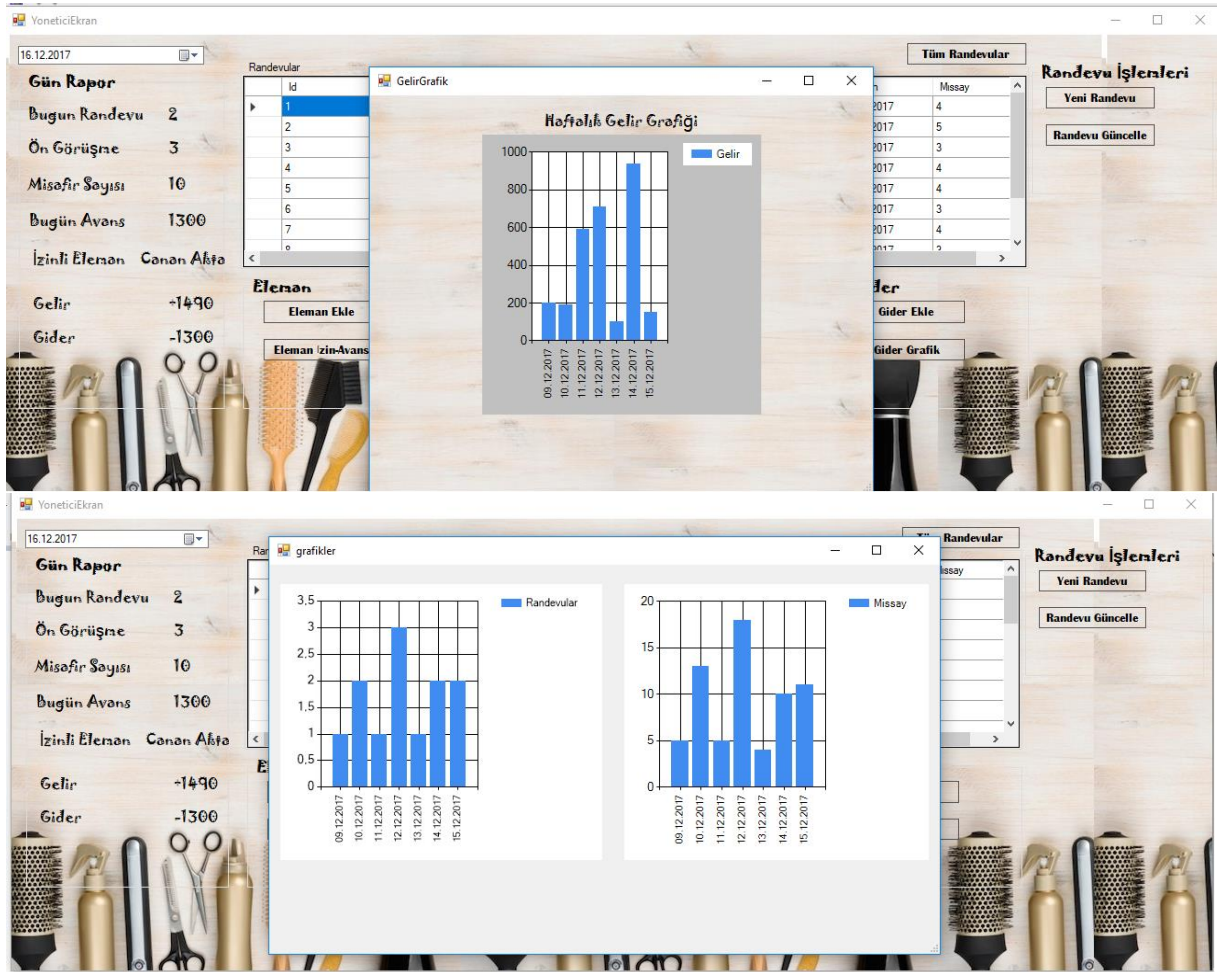 YoneticiEkran
16.12.2017
Gün Rapor
Bugun Randevu 2
Ön Görüşme 3
Misafir Sayısı 10
Bugün Avans 1300
İzinli Eleman Canan Akta
Gelir +1490
Gider -1300
Randevular
Id
1
2
3
4
5
6
7
Eleman
Eleman Ekle
Eleman Izin-Avans
GelirGrafik
Haftalık Gelir Grafiği
Gelir
1000
800
600
400
200
0
09.12.2017
10.12.2017
11.12.2017
12.12.2017
13.12.2017
14.12.2017
15.12.2017
Tüm Randevular
Missay
2017 4
2017 5
2017 3
2017 4
2017 4
2017 3
2017 4
der
Gider Ekle
Gider Grafik
Randevu İşlemleri
Yeni Randevu
Randevu Güncelle
YoneticiEkran
16.12.2017
Gün Rapor
Bugun Randevu 2
Ön Görüşme 3
Misafir Sayısı 10
Bugün Avans 1300
İzinli Eleman Canan Akta
Gelir +1490
Gider -1300
Ran
E
grafikler
Randevular
3.5
3
2.5
2
1.5
1
0.5
0
09.12.2017
10.12.2017
11.12.2017
12.12.2017
13.12.2017
14.12.2017
15.12.2017
Missay
20
15
10
5
0
09.12.2017
10.12.2017
11.12.2017
12.12.2017
13.12.2017
14.12.2017
15.12.2017
Randevular
Missay
Randevu İşlemleri
Yeni Randevu
Randevu Güncelle